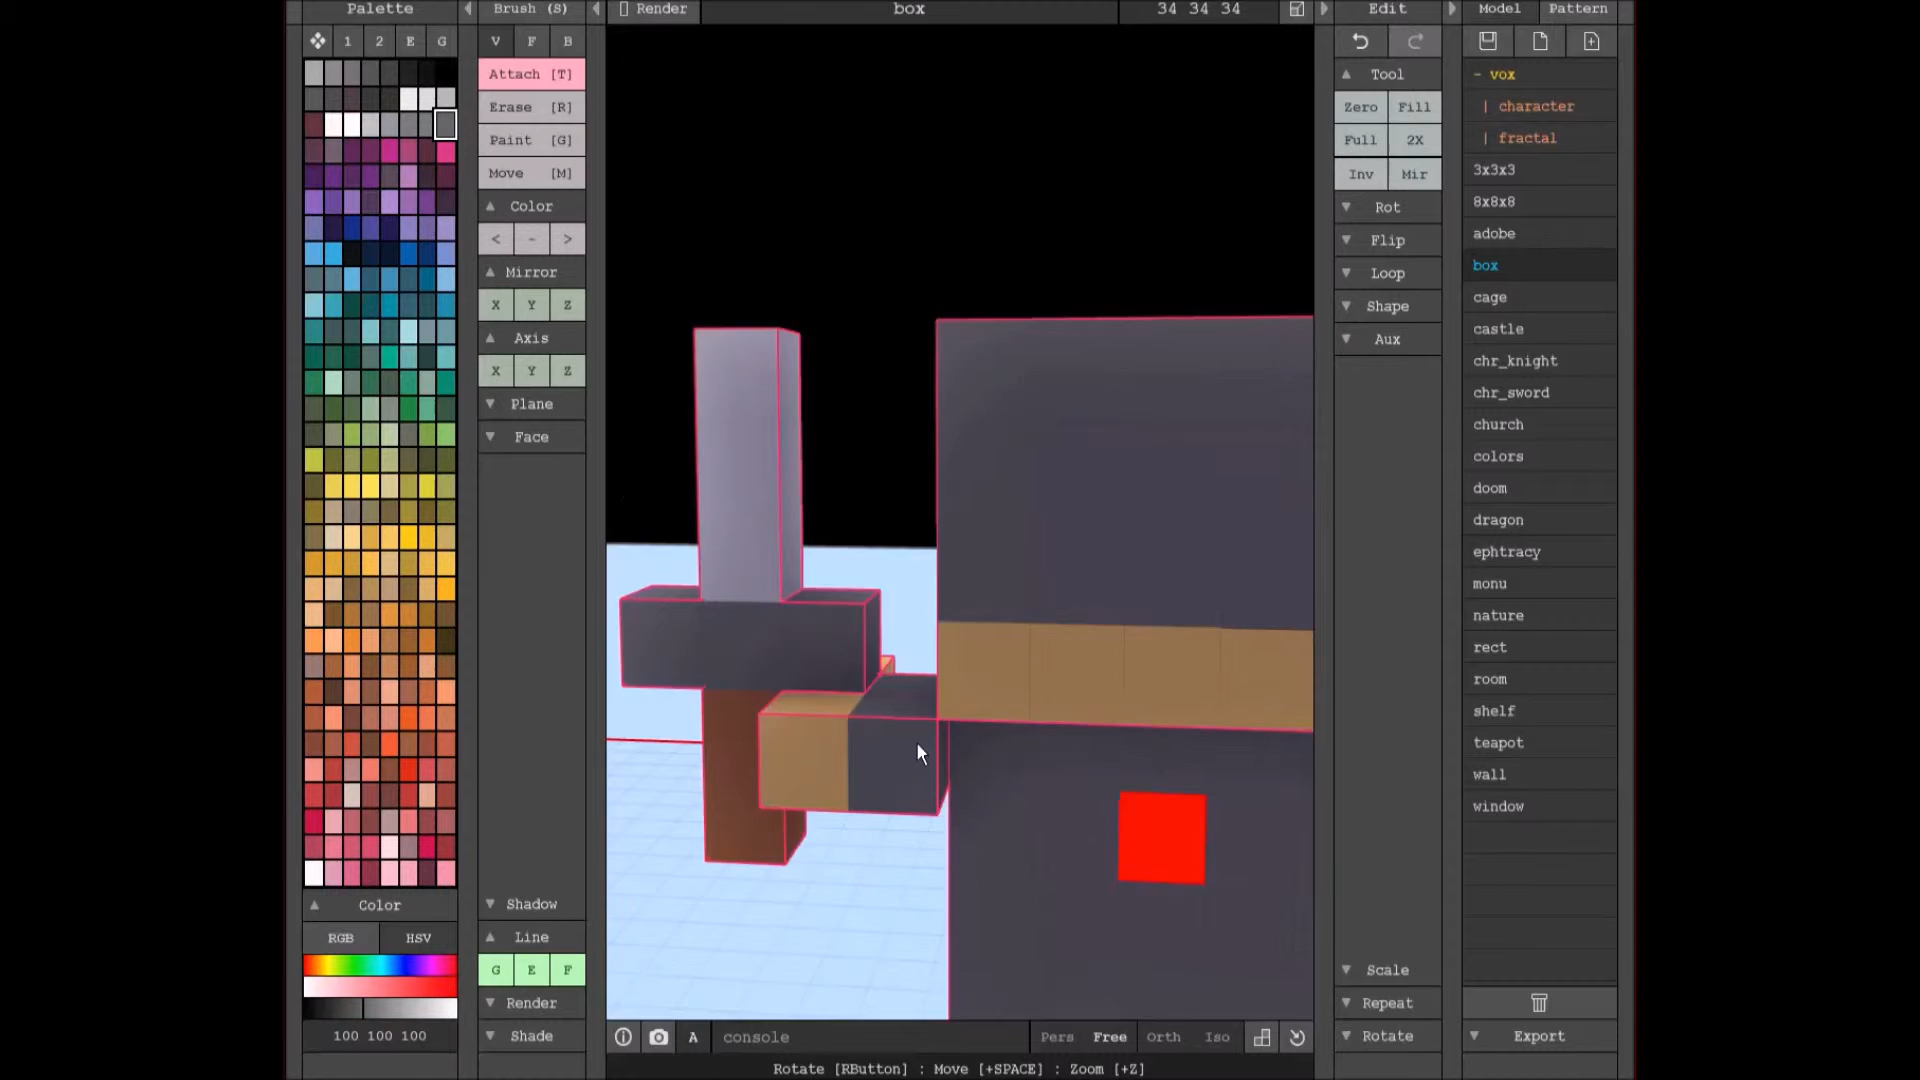 Palette
Brush (S)
Render
box
34 34 34
Edit
Model
Pattern
1
2
E
G
V
F
B
Attach [T]
Erase [R]
Paint [G]
Move [M]
Color
<
-
>
Mirror
X
Y
Z
Axis
X
Y
Z
Plane
Face
Shadow
Line
G
E
F
Render
Shade
Color
RGB
HSV
100 100 100
A
console
Pers
Free
Orth
Iso
Rotate [RButton] : Move [+SPACE] : Zoom [+Z]
Tool
Zero
Fill
Full
2X
Inv
Mir
Rot
Flip
Loop
Shape
Aux
Scale
Repeat
Rotate
- vox
| character
| fractal
3x3x3
8x8x8
adobe
box
cage
castle
chr_knight
chr_sword
church
colors
doom
dragon
ephtracy
monu
nature
rect
room
shelf
teapot
wall
window
Export